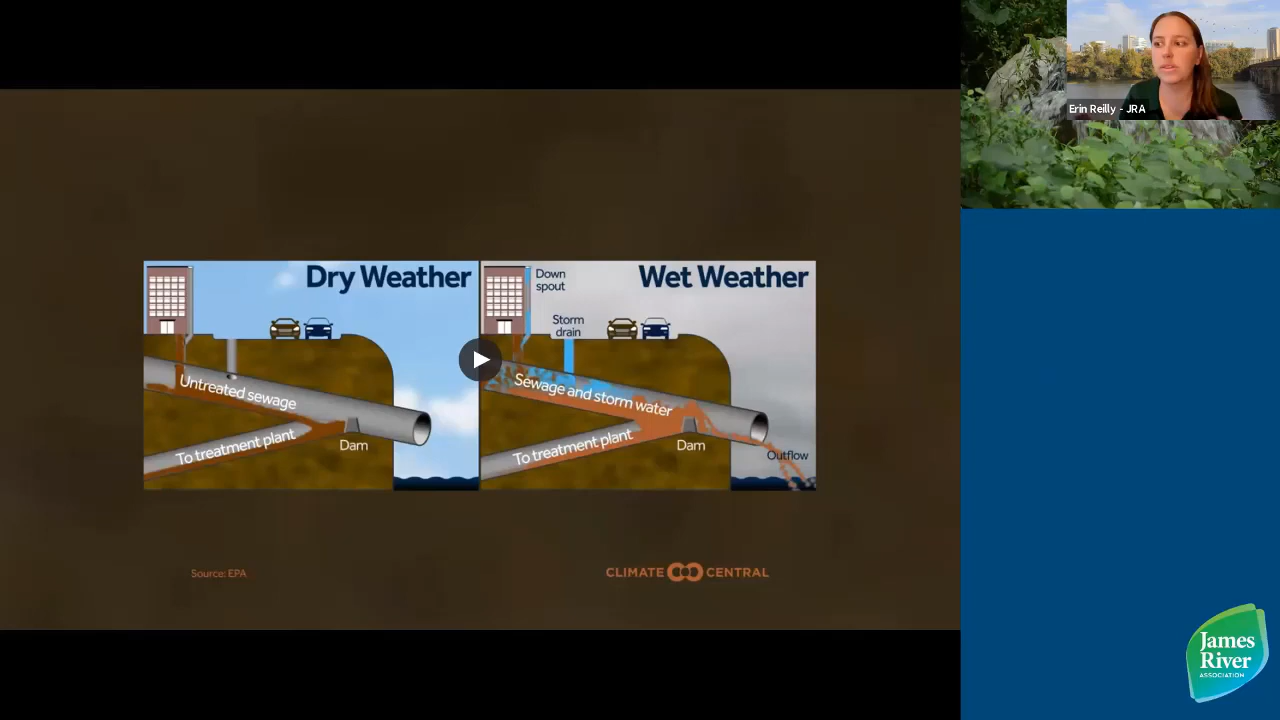 Erin Reilly - JRA
Dry Weather
Untreated sewage
To treatment plant
Dam
Wet Weather
Down
spout
Storm
drain
Sewage and storm water
To treatment plant
Dam
Outflow
Source: EPA
CLIMATE CENTRAL
James
River
ASSOCIATION